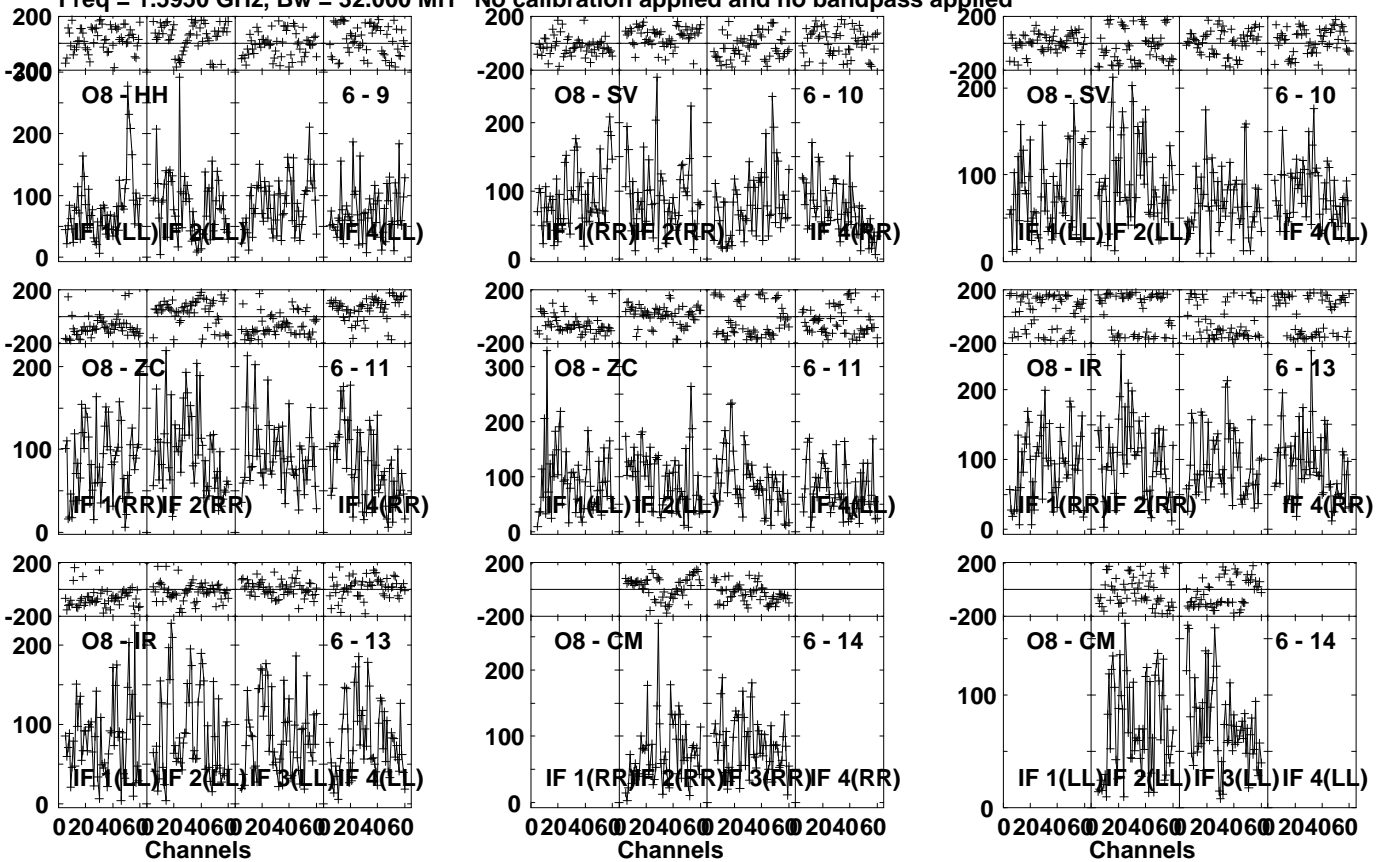 Freq = 1.5950 GHz, Bw = 32.000 MH No calibration applied and no bandpass applied
200 200
-200 -200 -200
300
O8 - HH 6 - 9 O8 - SV 6 - 10 O8 - SV 6 - 10
200 200 200
100 100 100
IF 1(LL) IF 2(LL) IF 4(LL) IF 1(RR) IF 2(RR) IF 4(RR) IF 1(LL) IF 2(LL) IF 4(LL)
0 0 0
200 200 200
-200 -200 -200
O8 - ZC 6 - 11 O8 - ZC 6 - 11 O8 - IR 6 - 13
200 300 200
100 200 100
100
IF 1(RR) IF 2(RR) IF 4(RR) IF 1(LL) IF 2(LL) IF 4(LL) IF 1(RR) IF 2(RR) IF 4(RR)
0 0 0
200 200 200
-200 -200 -200
O8 - IR 6 - 13 O8 - CM 6 - 14 O8 - CM 6 - 14
200 200
100 100 100
IF 1(LL) IF 2(LL) IF 3(LL) IF 4(LL) IF 1(RR) IF 2(RR) IF 3(RR) IF 4(RR) IF 1(LL) IF 2(LL) IF 3(LL) IF 4(LL)
0 0 0
0 20 40 60 0 20 40 60 0 20 40 60 0 20 40 60 0 20 40 60 0 20 40 60 0 20 40 60 0 20 40 60 0 20 40 60 0 20 40 60 0 20 40 60 0 20 40 60
Channels Channels Channels